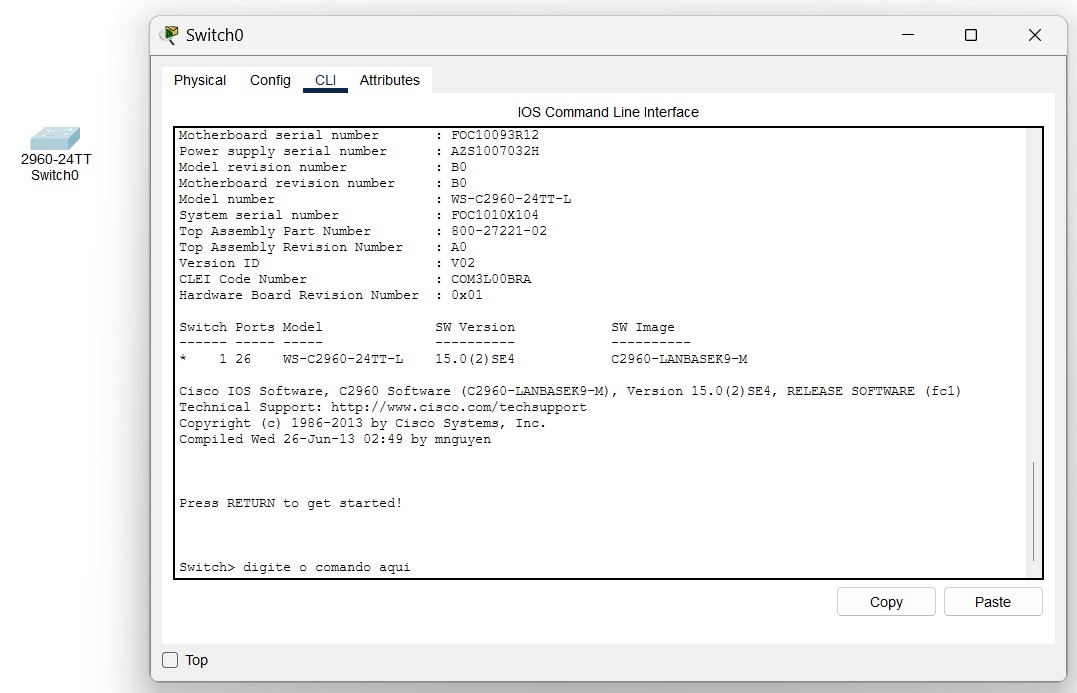 Switch0
Physical Config CLI Attributes
IOS Command Line Interface
2960-24TT
Switch0
Motherboard serial number : FOC10093R12
Power supply serial number : AZS1007032H
Model revision number : B0
Motherboard revision number : B0
Model number : WS-C2960-24TT-L
System serial number : FOC1010X104
Top Assembly Part Number : 800-27221-02
Top Assembly Revision Number : A0
Version ID : V02
CLEI Code Number : COM3L00BRA
Hardware Board Revision Number : 0x01
Switch Ports Model SW Version SW Image
------ ----- ----- ---------- ----------
* 1 26 WS-C2960-24TT-L 15.0(2)SE4 C2960-LANBASEK9-M
Cisco IOS Software, C2960 Software (C2960-LANBASEK9-M), Version 15.0(2)SE4, RELEASE SOFTWARE (fc1)
Technical Support: http://www.cisco.com/techsupport
Copyright (c) 1986-2013 by Cisco Systems, Inc.
Compiled Wed 26-Jun-13 02:49 by mnguyen
Press RETURN to get started!
Switch> digite o comando aqui
Copy Paste
Top